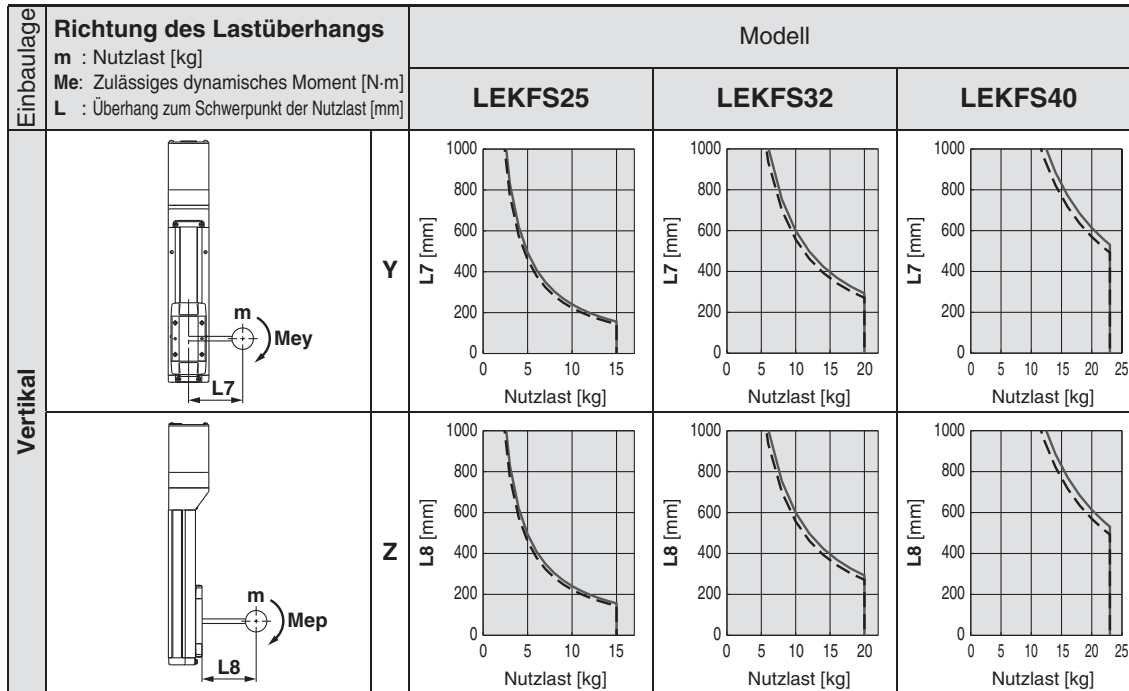 Einbaulage
Richtung des Lastüberhangs
m : Nutzlast [kg]
Me: Zulässiges dynamisches Moment [N·m]
L : Überhang zum Schwerpunkt der Nutzlast [mm]
Modell
LEKFS25
LEKFS32
LEKFS40
Vertikal
m
Mey
L7
Y
L7 [mm]
1000
800
600
400
200
0
0 5 10 15
Nutzlast [kg]
L7 [mm]
1000
800
600
400
200
0
0 5 10 15 20
Nutzlast [kg]
L7 [mm]
1000
800
600
400
200
0
0 5 10 15 20 25
Nutzlast [kg]
m
Mep
L8
Z
L8 [mm]
1000
800
600
400
200
0
0 5 10 15
Nutzlast [kg]
L8 [mm]
1000
800
600
400
200
0
0 5 10 15 20
Nutzlast [kg]
L8 [mm]
1000
800
600
400
200
0
0 5 10 15 20 25
Nutzlast [kg]